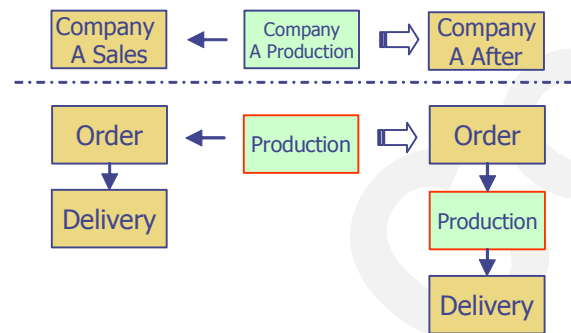 Company
A Sales
Company
A Production
Company
A After
Order
Production
Order
Delivery
Production
Delivery